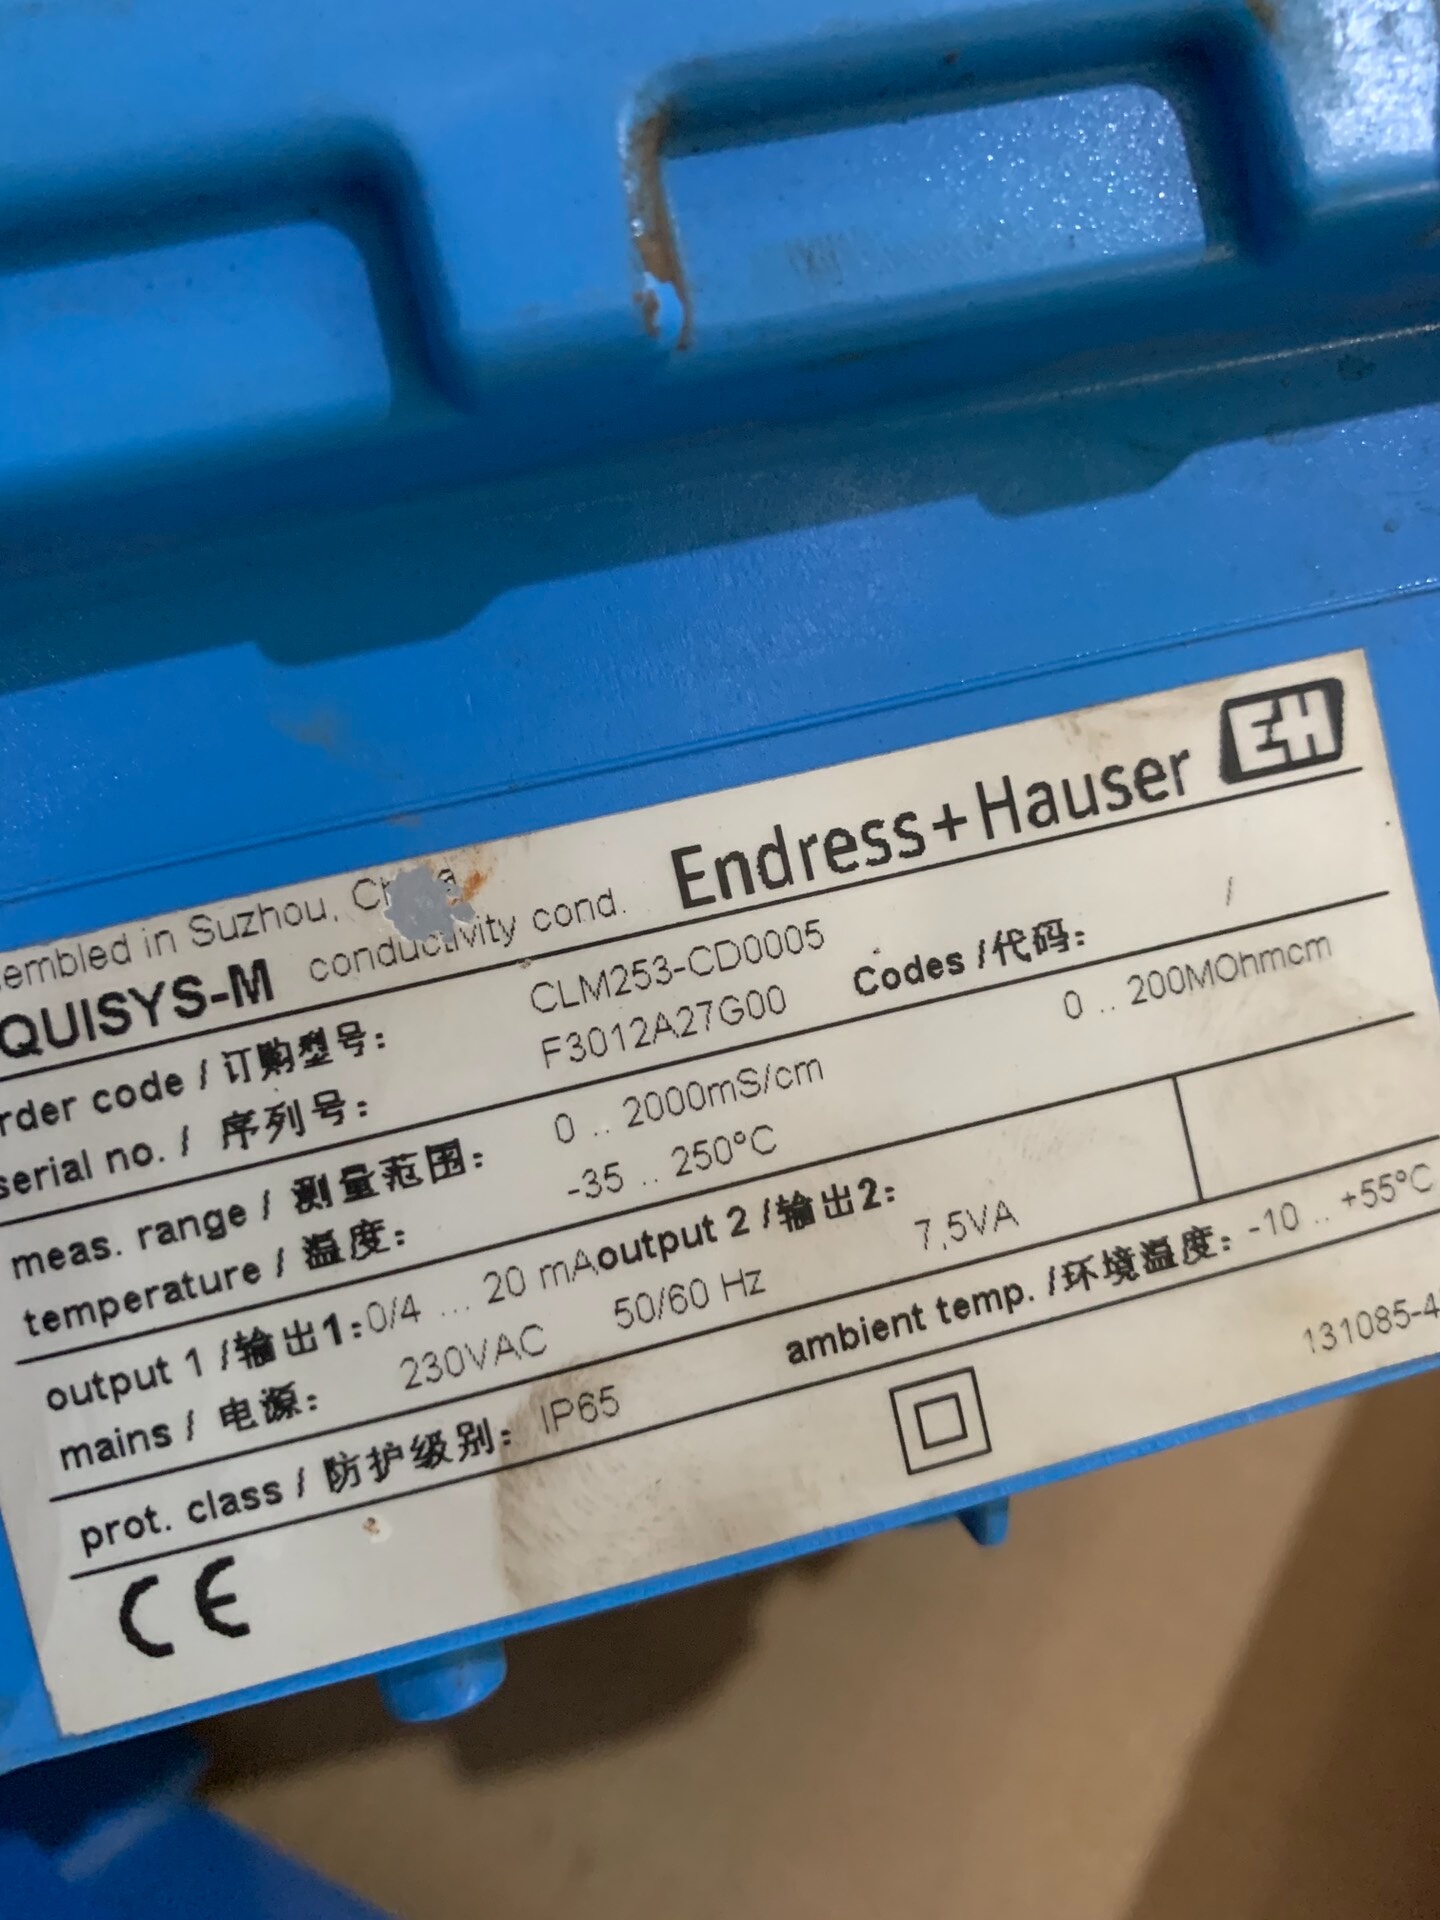 sembled in Suzhou, China
QUISYS-M conductivity cond. Endress+Hauser EH
rder code / 订购型号: CLM253-CD0005 Codes /代码: /
serial no. / 序列号: F3012A27G00
meas. range / 测量范围: 0 .. 2000mS/cm 0 .. 200MOhmcm
temperature / 温度: -35 .. 250°C
output 1 /输出1:0/4 ... 20 mA output 2 /输出2:
mains / 电源: 230VAC 50/60 Hz 7,5VA
prot. class / 防护级别: IP65 ambient temp. /环境温度: -10 .. +55°C
CE 131085-4